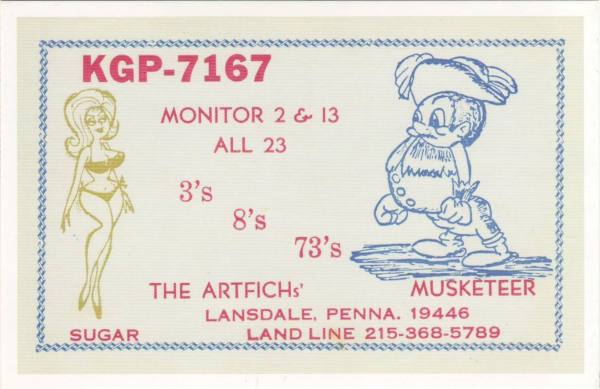 KGP-7167
MONITOR 2 & 13
ALL 23
3's
8's
73's
THE ARTFICHs' MUSKETEER
LANSDALE, PENNA. 19446
SUGAR LAND LINE 215-368-5789